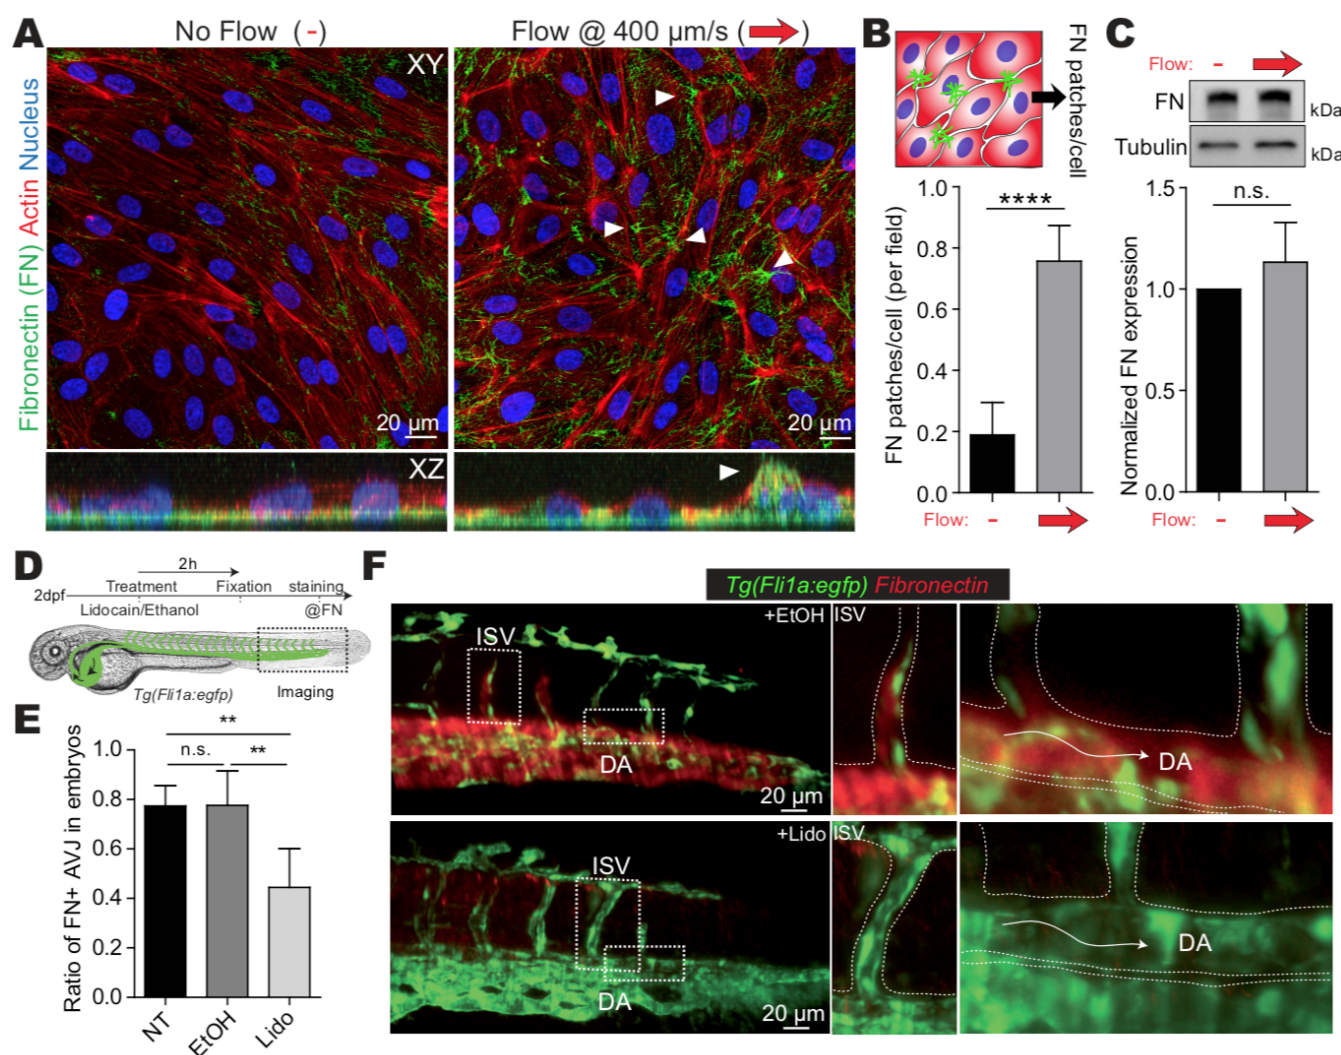 A
No Flow (-)
Flow @ 400 µm/s ( )
Fibronectin (FN) Actin Nucleus
XY
20 µm
20 µm
XZ
B
FN patches/cell
FN patches/cell (per field)
1.0
0.8
0.6
0.4
0.2
0.0
****
Flow: -
C
Flow: -
FN
kDa
Tubulin
kDa
Normalized FN expression
1.5
1.0
0.5
0.0
n.s.
Flow: -
D
2h
Treatment Fixation staining
2dpf
Lidocain/Ethanol @FN
Tg(Fli1a:egfp) Imaging
E
Ratio of FN+ AVJ in embryos
1.0
0.8
0.6
0.4
0.2
0.0
**
n.s. **
NT EtOH Lido
F
Tg(Fli1a:egfp) Fibronectin
+EtOH
ISV
ISV
DA
DA
20 µm
+Lido
ISV
ISV
DA
DA
20 µm